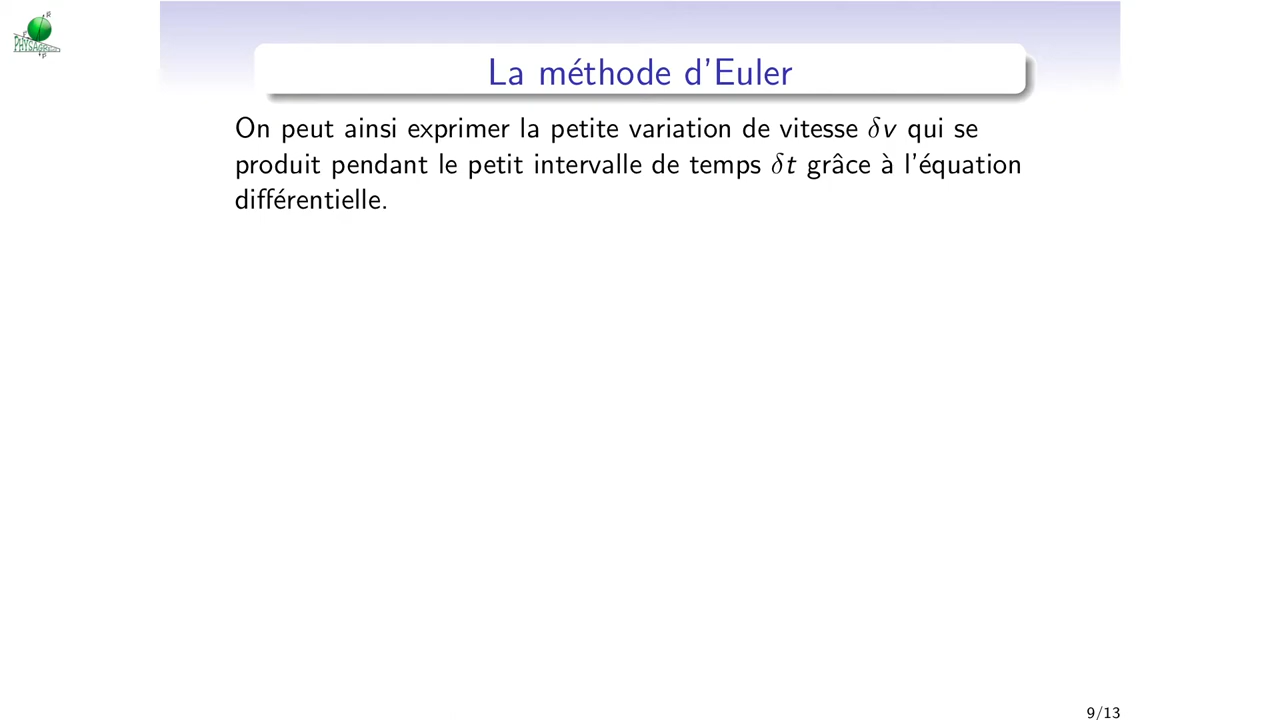 La méthode d'Euler
On peut ainsi exprimer la petite variation de vitesse δv qui se
produit pendant le petit intervalle de temps δt grâce à l'équation
différentielle.
9/13